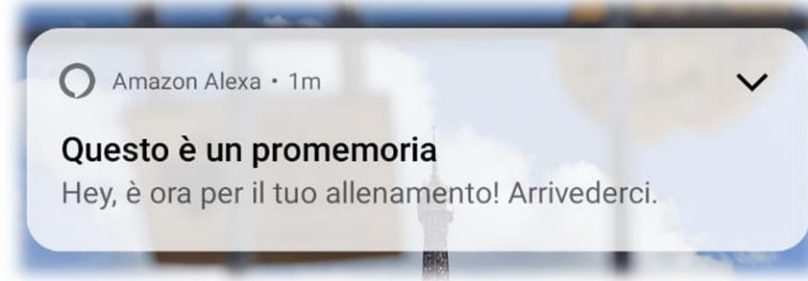 Amazon Alexa • 1m
Questo è un promemoria
Hey, è ora per il tuo allenamento! Arrivederci.